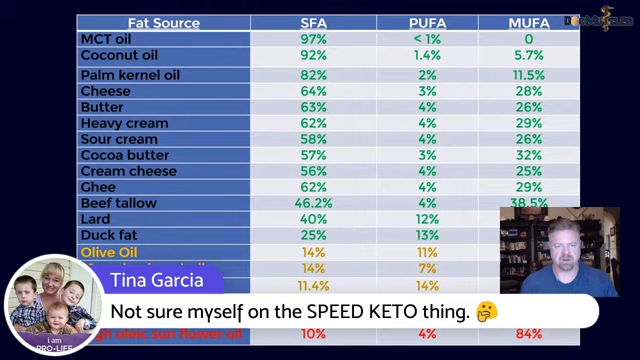 Fat Source SFA PUFA MUFA
MCT oil 97% < 1% 0
Coconut oil 92% 1.4% 5.7%
Palm kernel oil 82% 2% 11.5%
Cheese 64% 3% 28%
Butter 63% 4% 26%
Heavy cream 62% 4% 29%
Sour cream 58% 4% 26%
Cocoa butter 57% 3% 32%
Cream cheese 56% 4% 25%
Ghee 62% 4% 29%
Beef tallow 46.2% 4% 38.5%
Lard 40% 12%
Duck fat 25% 13%
Olive Oil 14% 11%
14% 7%
11.4% 14%
Tina Garcia
Not sure myself on the SPEED KETO thing. 🤔
oleic sun flower oil 10% 4% 84%
i am
PRO-LIFE